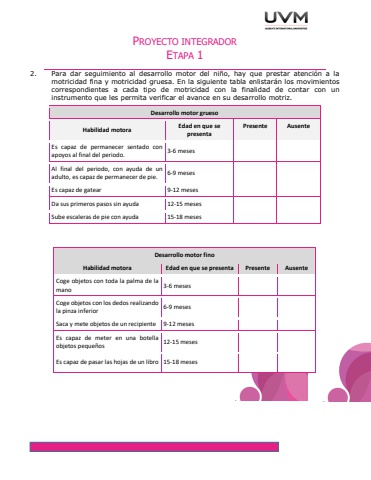 UVM
PROYECTO INTEGRADOR
ETAPA 1
2. Para dar seguimiento al desarrollo motor del niño, hay que prestar atención a la
motricidad fina y motricidad gruesa. En la siguiente tabla enlistarán los movimientos
correspondientes a cada tipo de motricidad con la finalidad de contar con un
instrumento que les permita verificar el avance en su desarrollo motriz.
Desarrollo motor grueso
Habilidad motora Edad en que se presenta Presente Ausente
Es capaz de permanecer sentado con
apoyos al final del periodo. 3-6 meses
Al final del periodo, con ayuda de un
adulto, es capaz de permanecer de pie. 6-9 meses
Es capaz de gatear 9-12 meses
Da sus primeros pasos sin ayuda 12-15 meses
Sube escaleras de pie con ayuda 15-18 meses
Desarrollo motor fino
Habilidad motora Edad en que se presenta Presente Ausente
Coge objetos con toda la palma de la
mano 3-6 meses
Coge objetos con los dedos realizando
la pinza inferior 6-9 meses
Saca y mete objetos de un recipiente 9-12 meses
Es capaz de meter en una botella
objetos pequeños 12-15 meses
Es capaz de pasar las hojas de un libro 15-18 meses